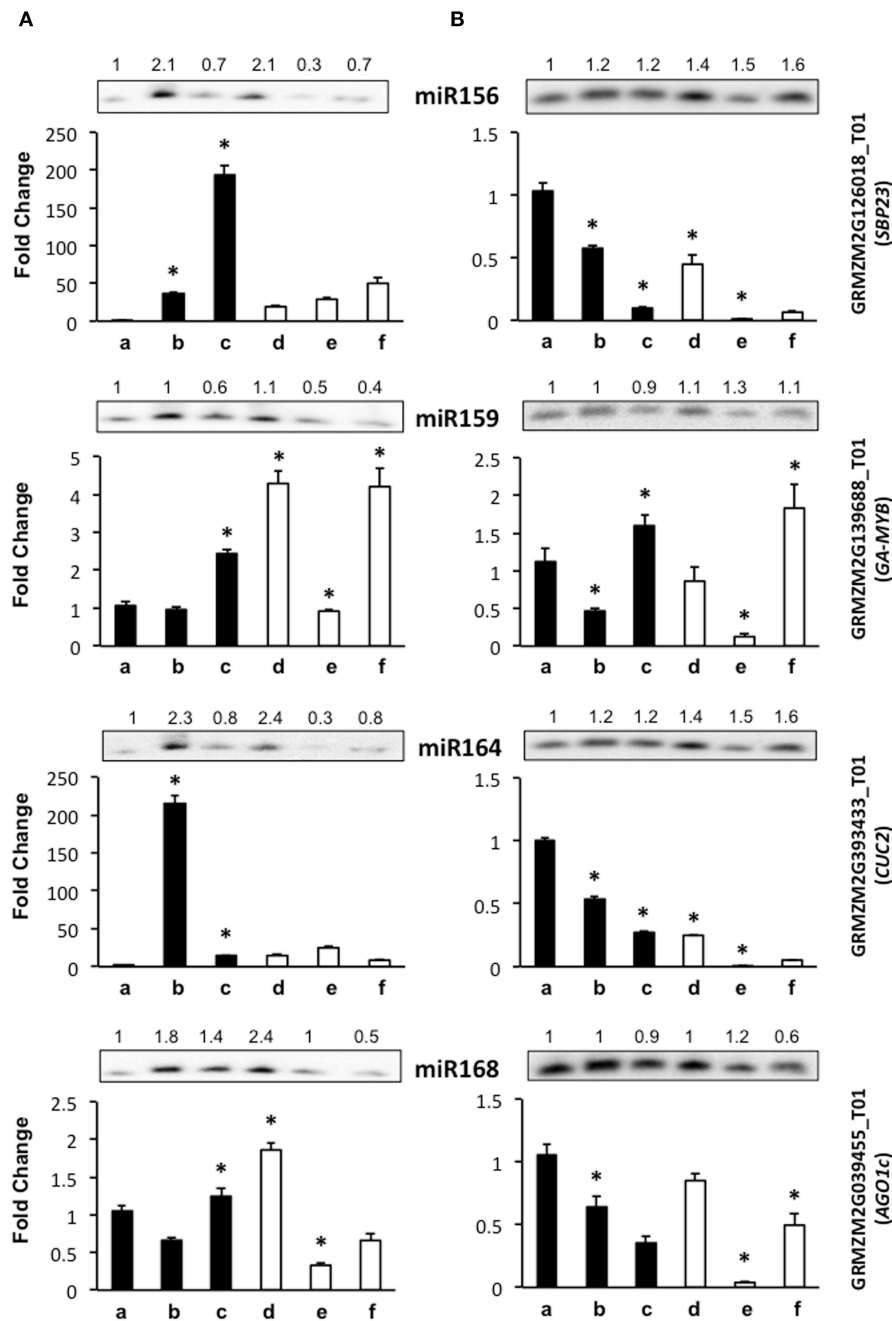 A B
1 2.1 0.7 2.1 0.3 0.7
miR156
1 1.2 1.2 1.4 1.5 1.6
Fold Change
250
200
150
100
50
0
* *
a b c d e f
1.5
1
0.5
0
* * * *
a b c d e f
GRMZM2G126018_T01
(SBP23)
1 1 0.6 1.1 0.5 0.4
miR159
1 1 0.9 1.1 1.3 1.1
Fold Change
5
4
3
2
1
0
* * * *
a b c d e f
2.5
2
1.5
1
0.5
0
* * * *
a b c d e f
GRMZM2G139688_T01
(GA-MYB)
1 2.3 0.8 2.4 0.3 0.8
miR164
1 1.2 1.2 1.4 1.5 1.6
Fold Change
250
200
150
100
50
0
* *
a b c d e f
1.5
1
0.5
0
* * * *
a b c d e f
GRMZM2G393433_T01
(CUC2)
1 1.8 1.4 2.4 1 0.5
miR168
1 1 0.9 1 1.2 0.6
Fold Change
2.5
2
1.5
1
0.5
0
* * *
a b c d e f
1.5
1
0.5
0
* * *
a b c d e f
GRMZM2G039455_T01
(AGO1c)